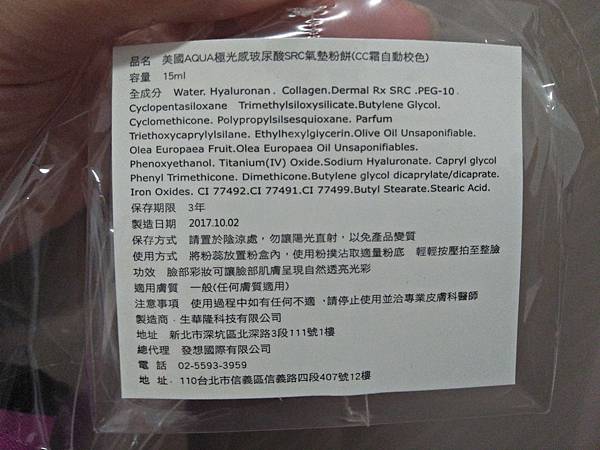 品名　美國AQUA極光感玻尿酸SRC氣墊粉餅(CC霜自動校色)
容量　15ml
全成分　Water. Hyaluronan . Collagen.Dermal Rx SRC .PEG-10 .
Cyclopentasiloxane　Trimethylsiloxysilicate.Butylene Glycol.
Cyclomethicone. Polypropylsilsesquioxane. Parfum
Triethoxycaprylylsilane. Ethylhexylgiycerin.Olive Oil Unsaponifiable.
Olea Europaea Fruit.Olea Europaea Oil Unsaponifiables.
Phenoxyethanol. Titanium(IV) Oxide.Sodium Hyaluronate. Capryl glycol
Phenyl Trimethicone. Dimethicone.Butylene glycol dicaprylate/dicaprate.
Iron Oxides. CI 77492.CI 77491.CI 77499.Butyl Stearate.Stearic Acid.
保存期限　3年
製造日期　2017.10.02
保存方式　請置於陰涼處，勿讓陽光直射，以免產品變質
使用方式　將粉蕊放置粉盒內，使用粉撲沾取適量粉底　輕輕按壓拍至整臉
功效　臉部彩妝可讓臉部肌膚呈現自然透亮光彩
適用膚質　一般(任何膚質適用)
注意事項　使用過程中如有任何不適，請停止使用並洽專業皮膚科醫師
製造商．生華隆科技有限公司
地址　新北市深坑區北深路3段111號1樓
總代理　發想國際有限公司
電 話　02-5593-3959
地 址．110台北市信義區信義路四段407號12樓